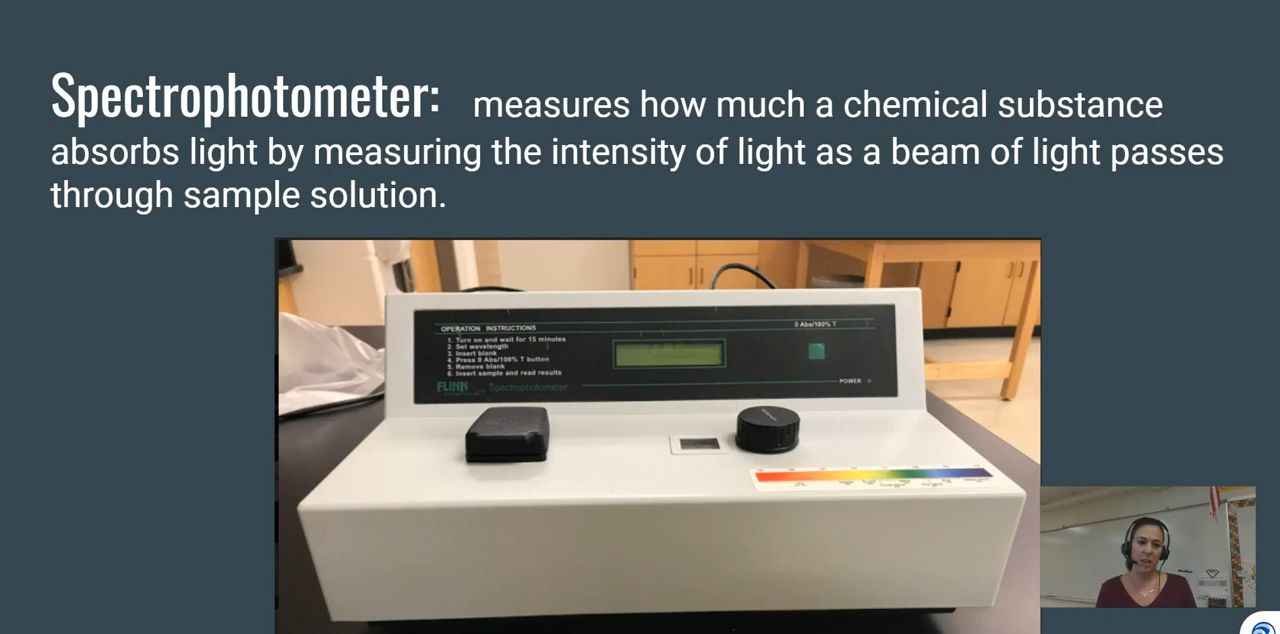 Spectrophotometer: measures how much a chemical substance
absorbs light by measuring the intensity of light as a beam of light passes
through sample solution.
OPERATION INSTRUCTIONS
1. Turn on and wait for 15 minutes
2. Set wavelength
3. Insert blank
4. Press 0 Abs/100% T button
5. Remove blank
6. Insert sample and read results
0 Abs/100% T
FLINN Spectrophotometer
POWER